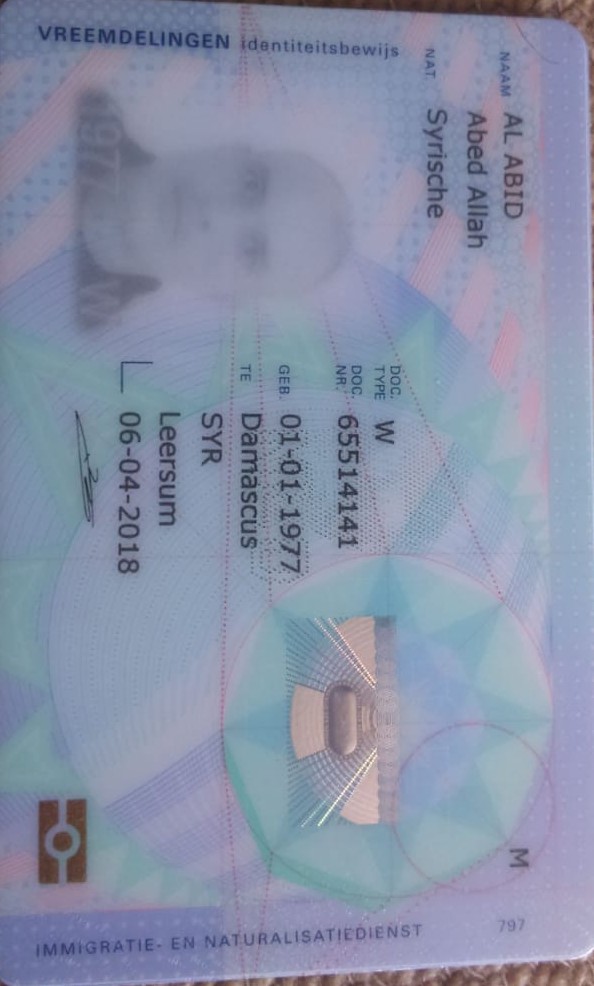 NAAM AL ABID
Abed Allah
NAT Syrische
M
797
DOC. TYPE W
DOC. NR. 65514141
GEB. 01-01-1977
TE Damascus
SYR
Leersum
06-04-2018
1977 W
VREEMDELINGEN identiteitsbewijs
IMMIGRATIE- EN NATURALISATIEDIENST